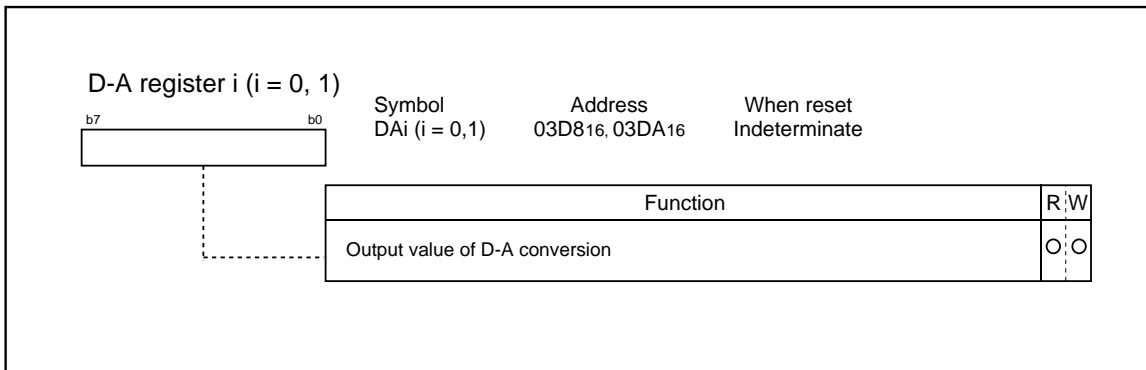 D-A register i (i = 0, 1)
b7 b0
Symbol Address When reset
DAi (i = 0,1) 03D816, 03DA16 Indeterminate
Function R W
Output value of D-A conversion O O